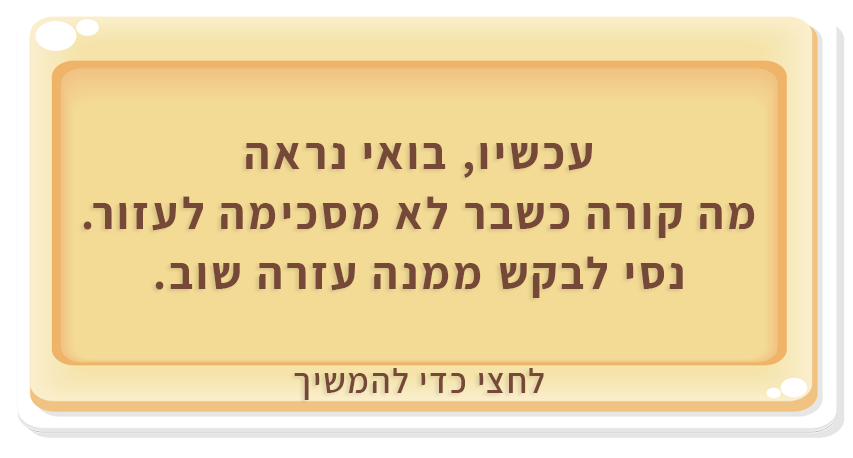 עכשיו, בואי נראה
מה קורה כשבר לא מסכימה לעזור.
נסי לבקש ממנה עזרה שוב.
לחצי כדי להמשיך